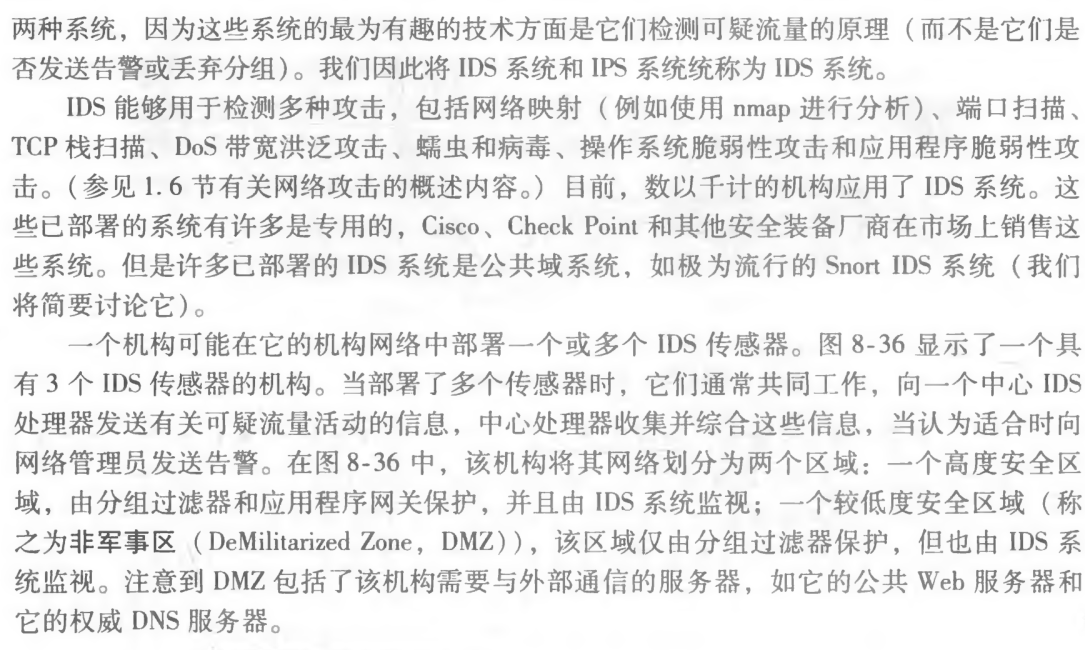 两种系统，因为这些系统的最为有趣的技术方面是它们检测可疑流量的原理（而不是它们是
否发送告警或丢弃分组）。我们因此将 IDS 系统和 IPS 系统统称为 IDS 系统。
IDS 能够用于检测多种攻击，包括网络映射（例如使用 nmap 进行分析）、端口扫描、
TCP 栈扫描、DoS 带宽洪泛攻击、蠕虫和病毒、操作系统脆弱性攻击和应用程序脆弱性攻
击。（参见 1.6 节有关网络攻击的概述内容。）目前，数以千计的机构应用了 IDS 系统。这
些已部署的系统有许多是专用的，Cisco、Check Point 和其他安全装备厂商在市场上销售这
些系统。但是许多已部署的 IDS 系统是公共域系统，如极为流行的 Snort IDS 系统（我们
将简要讨论它）。
一个机构可能在它的机构网络中部署一个或多个 IDS 传感器。图 8-36 显示了一个具
有 3 个 IDS 传感器的机构。当部署了多个传感器时，它们通常共同工作，向一个中心 IDS
处理器发送有关可疑流量活动的信息，中心处理器收集并综合这些信息，当认为适合时向
网络管理员发送告警。在图 8-36 中，该机构将其网络划分为两个区域：一个高度安全区
域，由分组过滤器和应用程序网关保护，并且由 IDS 系统监视；一个较低度安全区域（称
之为非军事区（DeMilitarized Zone，DMZ）），该区域仅由分组过滤器保护，但也由 IDS 系
统监视。注意到 DMZ 包括了该机构需要与外部通信的服务器，如它的公共 Web 服务器和
它的权威 DNS 服务器。